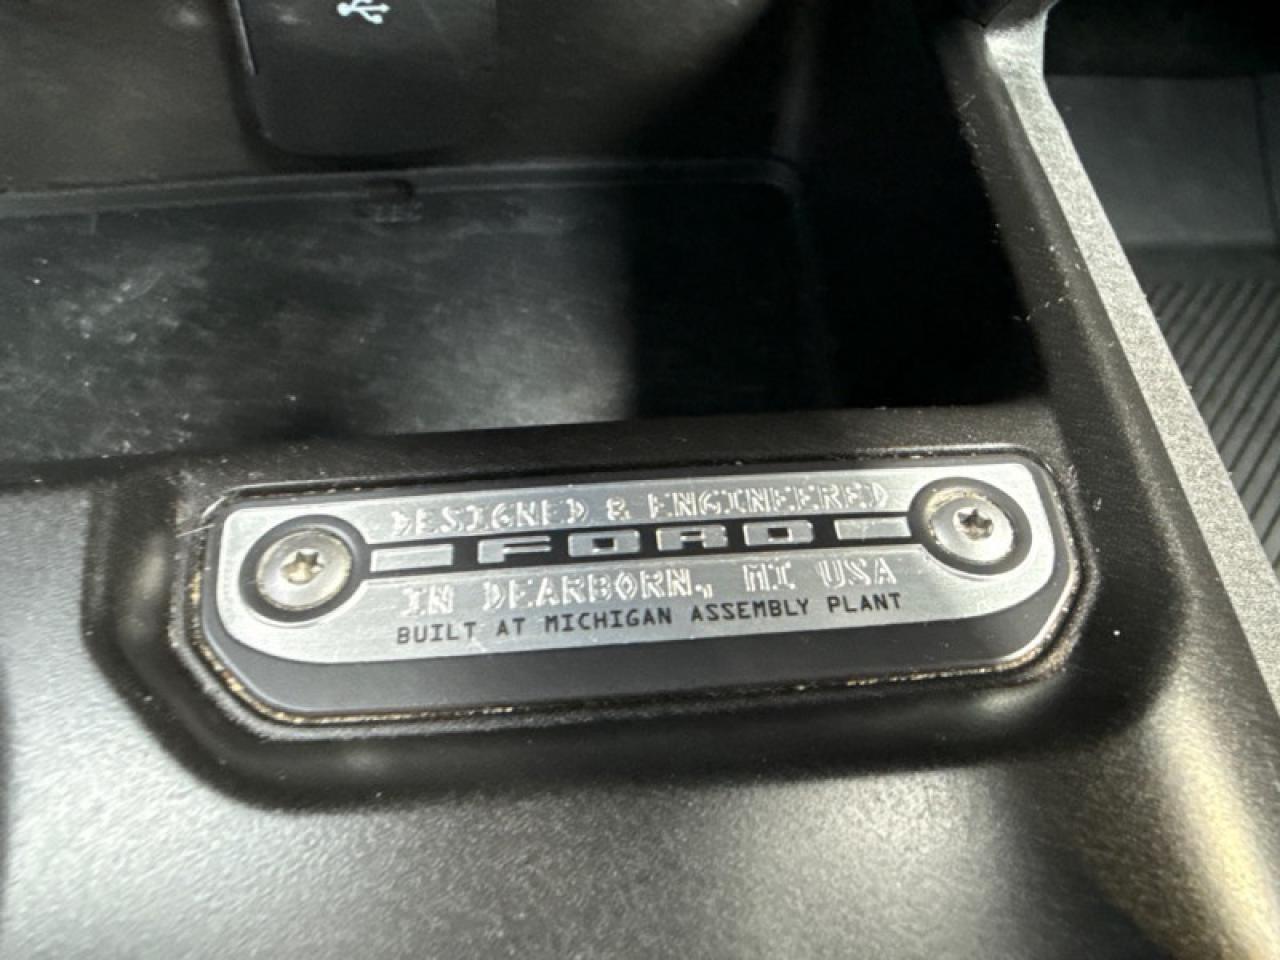 DESIGNED & ENGINEERED
FORD
IN DEARBORN, MI USA
BUILT AT MICHIGAN ASSEMBLY PLANT